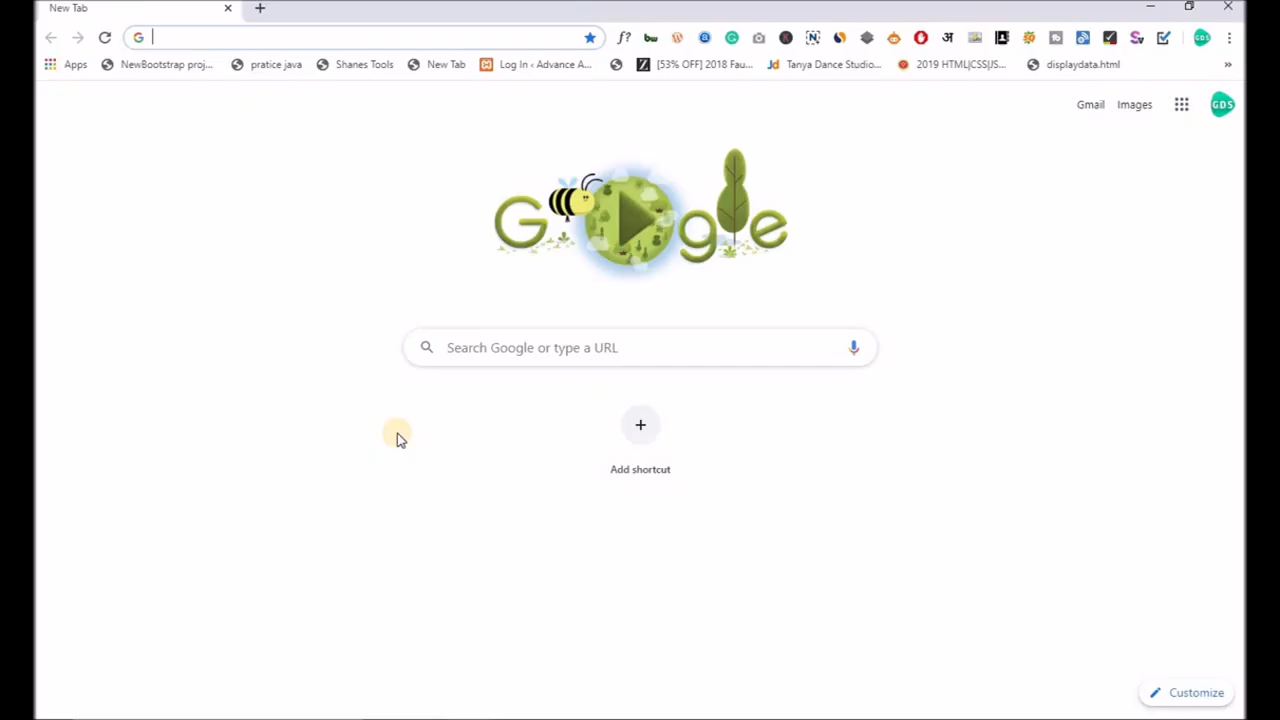 New Tab
f?
Apps NewBootstrap proj... pratice java Shanes Tools New Tab Log In ‹ Advance A... [53% OFF] 2018 Fau... Jd Tanya Dance Studio... 2019 HTML|CSS|JS... displaydata.html »
Gmail Images GDS
Google
Search Google or type a URL
Add shortcut
Customize